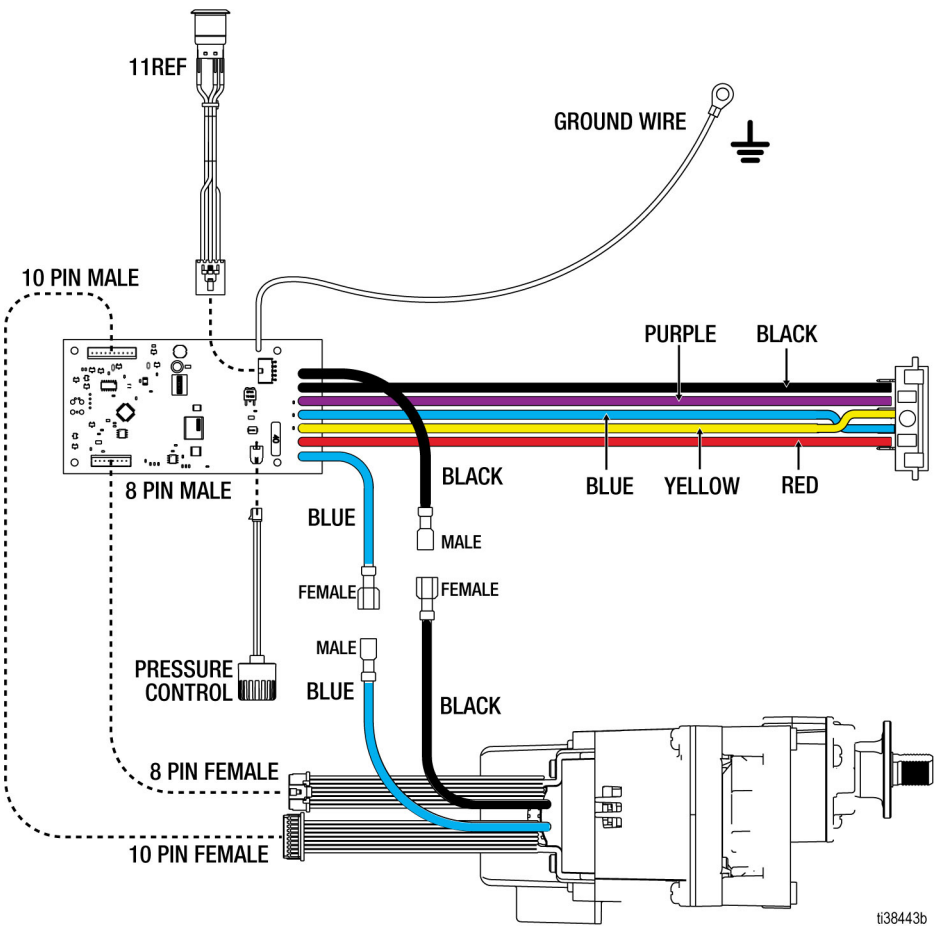 11REF
GROUND WIRE
10 PIN MALE
PURPLE
BLACK
8 PIN MALE
BLACK
BLUE
YELLOW
RED
BLUE
MALE
FEMALE
FEMALE
MALE
PRESSURE
CONTROL
BLUE
BLACK
8 PIN FEMALE
10 PIN FEMALE
ti38443b